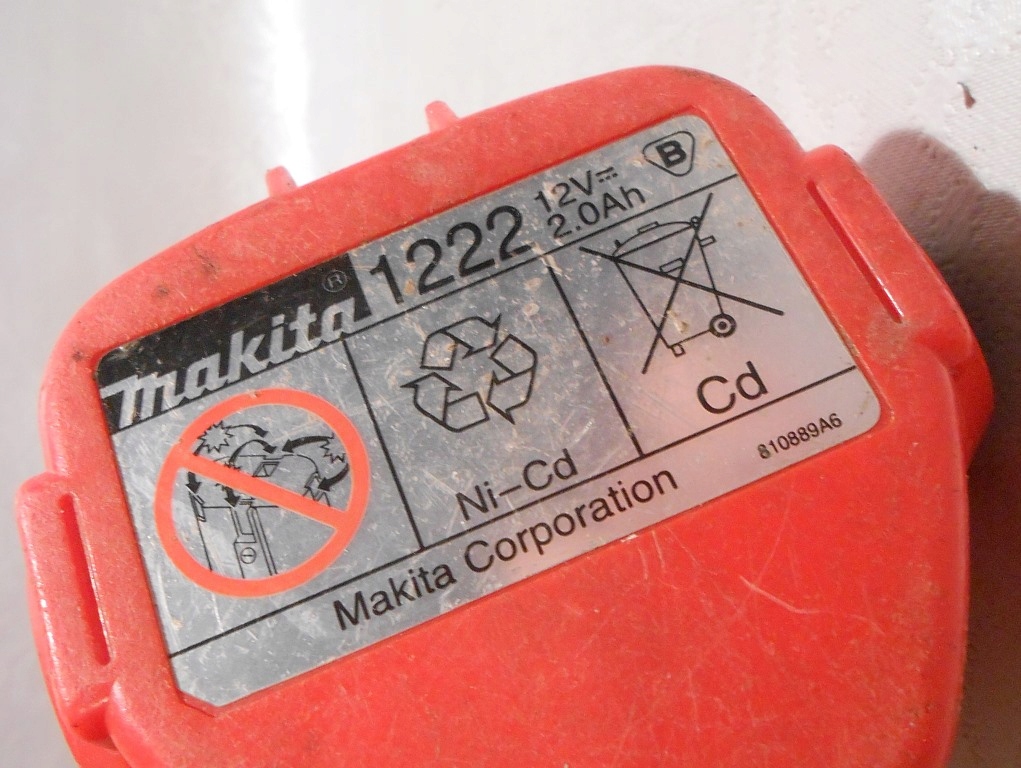 makita® 1222 12V⎓ B
2.0Ah
Ni-Cd
Cd
Makita Corporation 810889A6